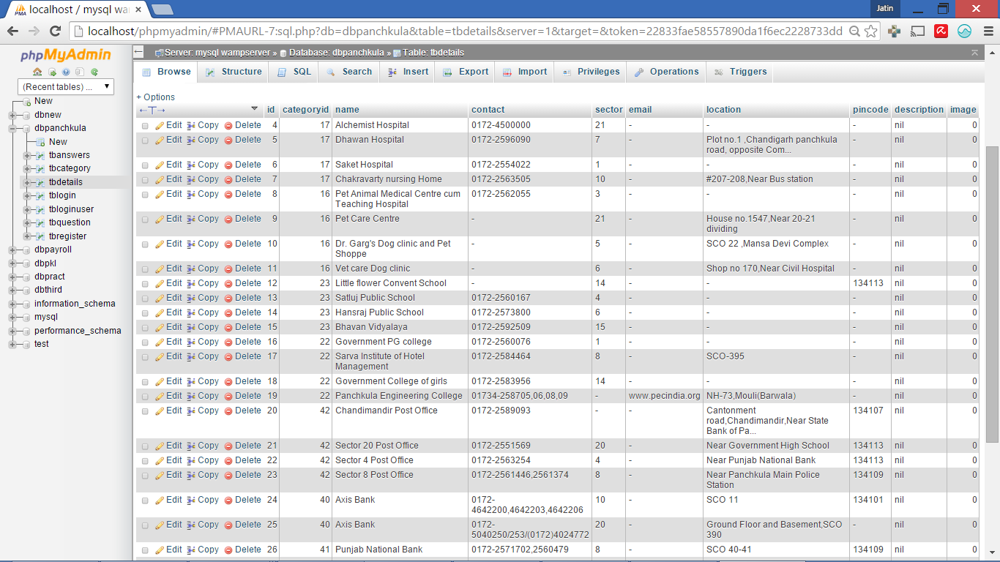 localhost / mysql wa
Jatin
localhost/phpmyadmin/#PMAURL-7:sql.php?db=dbpanchkula&table=tbdetails&server=1&target=&token=22833fae58557890da1f6ec2228733dd
phpMyAdmin
(Recent tables) ...
New
dbnew
dbpanchkula
New
tbanswers
tbcategory
tbdetails
tblogin
tbloginuser
tbquestion
tbregister
dbpayroll
dbpkl
dbpract
dbthird
information_schema
mysql
performance_schema
test
Server: mysql wampserver » Database: dbpanchkula » Table: tbdetails
Browse Structure SQL Search Insert Export Import Privileges Operations Triggers
+ Options
←T→ id categoryid name contact sector email location pincode description image
Edit Copy Delete 4 17 Alchemist Hospital 0172-4500000 21 - - - nil 0
Edit Copy Delete 5 17 Dhawan Hospital 0172-2596090 7 - Plot no.1 ,Chandigarh panchkula - nil 0
road, opposite Com...
Edit Copy Delete 6 17 Saket Hospital 0172-2554022 1 - - - nil 0
Edit Copy Delete 7 17 Chakravarty nursing Home 0172-2563505 10 - #207-208,Near Bus station - nil 0
Edit Copy Delete 8 16 Pet Animal Medical Centre cum 0172-2562055 3 - - - nil 0
Teaching Hospital
Edit Copy Delete 9 16 Pet Care Centre - 21 - House no.1547,Near 20-21 - nil 0
dividing
Edit Copy Delete 10 16 Dr. Garg's Dog clinic and Pet - 5 - SCO 22 ,Mansa Devi Complex - nil 0
Shoppe
Edit Copy Delete 11 16 Vet care Dog clinic - 6 - Shop no 170,Near Civil Hospital - nil 0
Edit Copy Delete 12 23 Little flower Convent School - 14 - - 134113 nil 0
Edit Copy Delete 13 23 Satluj Public School 0172-2560167 4 - - - nil 0
Edit Copy Delete 14 23 Hansraj Public School 0172-2573800 6 - - - nil 0
Edit Copy Delete 15 23 Bhavan Vidyalaya 0172-2592509 15 - - - nil 0
Edit Copy Delete 16 22 Government PG college 0172-2560076 1 - - - nil 0
Edit Copy Delete 17 22 Sarva Institute of Hotel 0172-2584464 8 - SCO-395 - nil 0
Management
Edit Copy Delete 18 22 Government College of girls 0172-2583956 14 - - - nil 0
Edit Copy Delete 19 22 Panchkula Engineering College 01734-258705,06,08,09 - www.pecindia.org NH-73,Mouli(Barwala) - nil 0
Edit Copy Delete 20 42 Chandimandir Post Office 0172-2589093 - - Cantonment 134107 nil 0
road,Chandimandir,Near State
Bank of Pa...
Edit Copy Delete 21 42 Sector 20 Post Office 0172-2551569 20 - Near Government High School 134113 nil 0
Edit Copy Delete 22 42 Sector 4 Post Office 0172-2563254 4 - Near Punjab National Bank 134113 nil 0
Edit Copy Delete 23 42 Sector 8 Post Office 0172-2561446,2561374 8 - Near Panchkula Main Police 134109 nil 0
Station
Edit Copy Delete 24 40 Axis Bank 0172- 10 - SCO 11 134101 nil 0
4642200,4642203,4642206
Edit Copy Delete 25 40 Axis Bank 0172- 20 - Ground Floor and Basement,SCO - nil 0
5040250/253/(0172)4024772 390
Edit Copy Delete 26 41 Punjab National Bank 0172-2571702,2560479 8 - SCO 40-41 134109 nil 0